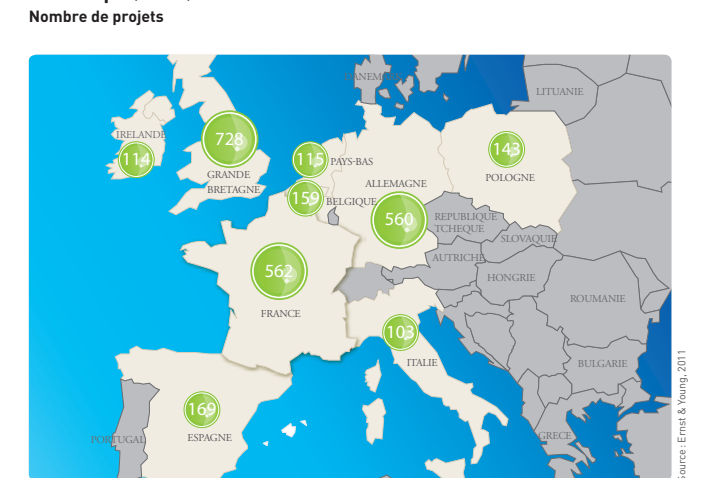 Nombre de projets
DANEMARK
LITUANIE
IRELANDE
728
114
115
PAYS-BAS
143
GRANDE
BRETAGNE
POLOGNE
ALLEMAGNE
159
BELGIQUE
560
REPUBLIQUE
TCHEQUE
SLOVAQUIE
AUTRICHE
562
HONGRIE
ROUMANIE
FRANCE
103
ITALIE
BULGARIE
169
PORTUGAL
ESPAGNE
GRECE
Source : Ernst & Young, 2011